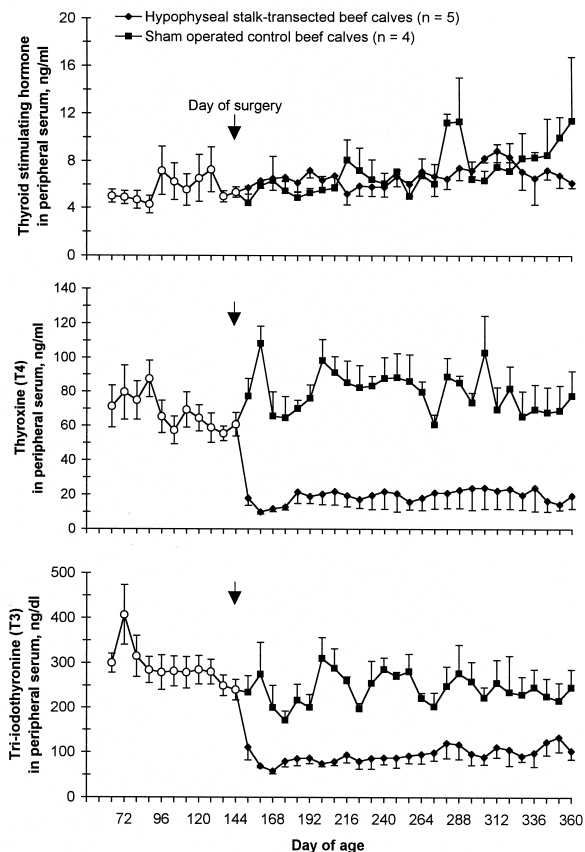 Hypophyseal stalk-transected beef calves (n = 5)
Sham operated control beef calves (n = 4)
Thyroid stimulating hormone
in peripheral serum, ng/ml
20
16
12
8
4
0
Day of surgery
Thyroxine (T4)
in peripheral serum, ng/ml
140
120
100
80
60
40
20
0
Tri-iodothyronine (T3)
in peripheral serum, ng/dl
500
400
300
200
100
0
72 96 120 144 168 192 216 240 264 288 312 336 360
Day of age